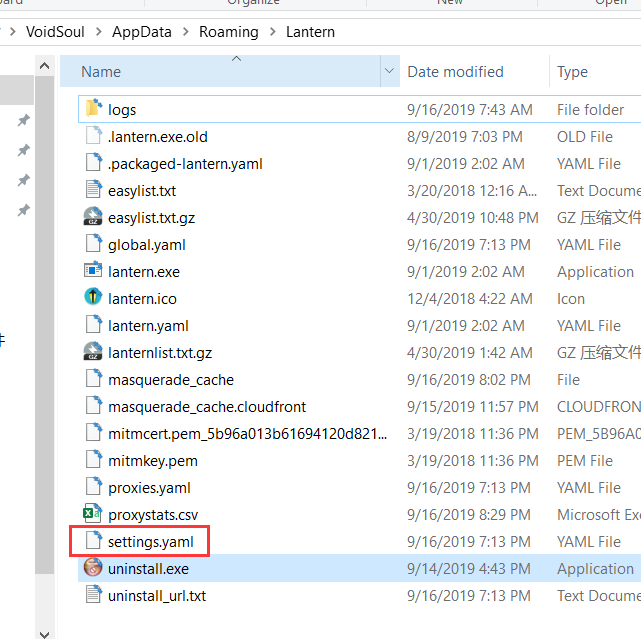 VoidSoul > AppData > Roaming > Lantern
Name Date modified Type
logs 9/16/2019 7:43 AM File folder
.lantern.exe.old 8/9/2019 7:03 PM OLD File
.packaged-lantern.yaml 9/1/2019 2:02 AM YAML File
easylist.txt 3/20/2018 12:16 A... Text Docume
easylist.txt.gz 4/30/2019 10:48 PM GZ 压缩文件
global.yaml 9/16/2019 7:13 PM YAML File
lantern.exe 9/1/2019 2:02 AM Application
lantern.ico 12/4/2018 4:22 AM Icon
lantern.yaml 9/1/2019 2:02 AM YAML File
lanternlist.txt.gz 4/30/2019 1:42 AM GZ 压缩文件
masquerade_cache 9/16/2019 8:02 PM File
masquerade_cache.cloudfront 9/15/2019 11:57 PM CLOUDFRON
mitmcert.pem_5b96a013b61694120d821... 3/19/2018 11:36 PM PEM_5B96A0
mitmkey.pem 3/19/2018 11:36 PM PEM File
proxies.yaml 9/16/2019 7:13 PM YAML File
proxystats.csv 9/16/2019 8:29 PM Microsoft Exc
settings.yaml 9/16/2019 7:13 PM YAML File
uninstall.exe 9/14/2019 4:43 PM Application
uninstall_url.txt 9/16/2019 7:13 PM Text Docume